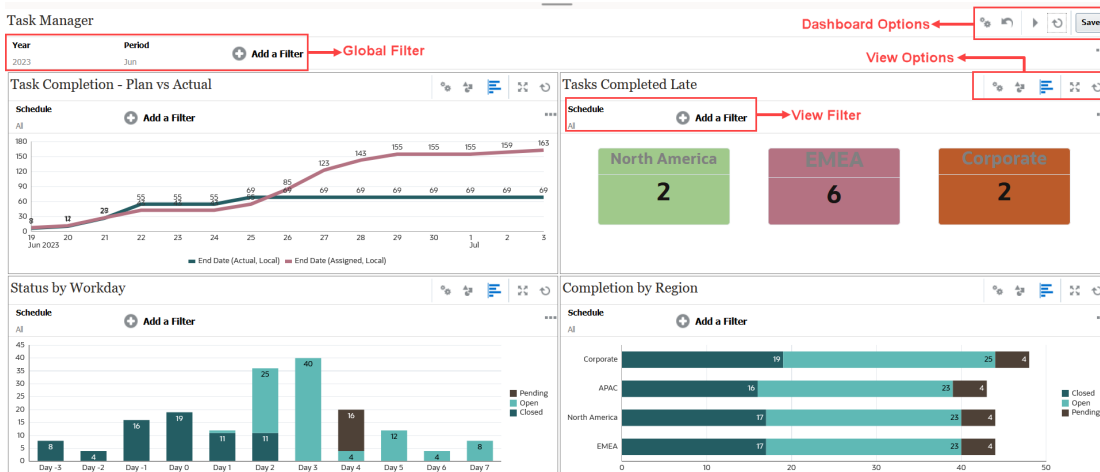 Task Manager
Dashboard Options
Save
Year
Period
2023
Jun
Add a Filter
Global Filter
View Options
Task Completion - Plan vs Actual
Schedule
All
Add a Filter
180
150
120
90
60
30
0
8
55
55
55
69
69
69
69
69
69
69
69
69
85
123
143
155
155
155
159
163
19
20
21
22
23
24
25
26
27
28
29
30
1
2
3
Jun 2023
Jul
End Date (Actual, Local)
End Date (Assigned, Local)
Tasks Completed Late
Schedule
All
Add a Filter
View Filter
North America
2
EMEA
6
Corporate
2
Status by Workday
Schedule
All
Add a Filter
45
40
35
30
25
20
15
10
5
0
8
4
16
19
11
11
25
40
4
16
12
4
8
Day -3
Day -2
Day -1
Day 0
Day 1
Day 2
Day 3
Day 4
Day 5
Day 6
Day 7
Pending
Open
Closed
Completion by Region
Schedule
All
Add a Filter
Corporate
19
25
4
APAC
16
23
4
North America
17
23
4
EMEA
17
23
4
0
10
20
30
40
50
Closed
Open
Pending